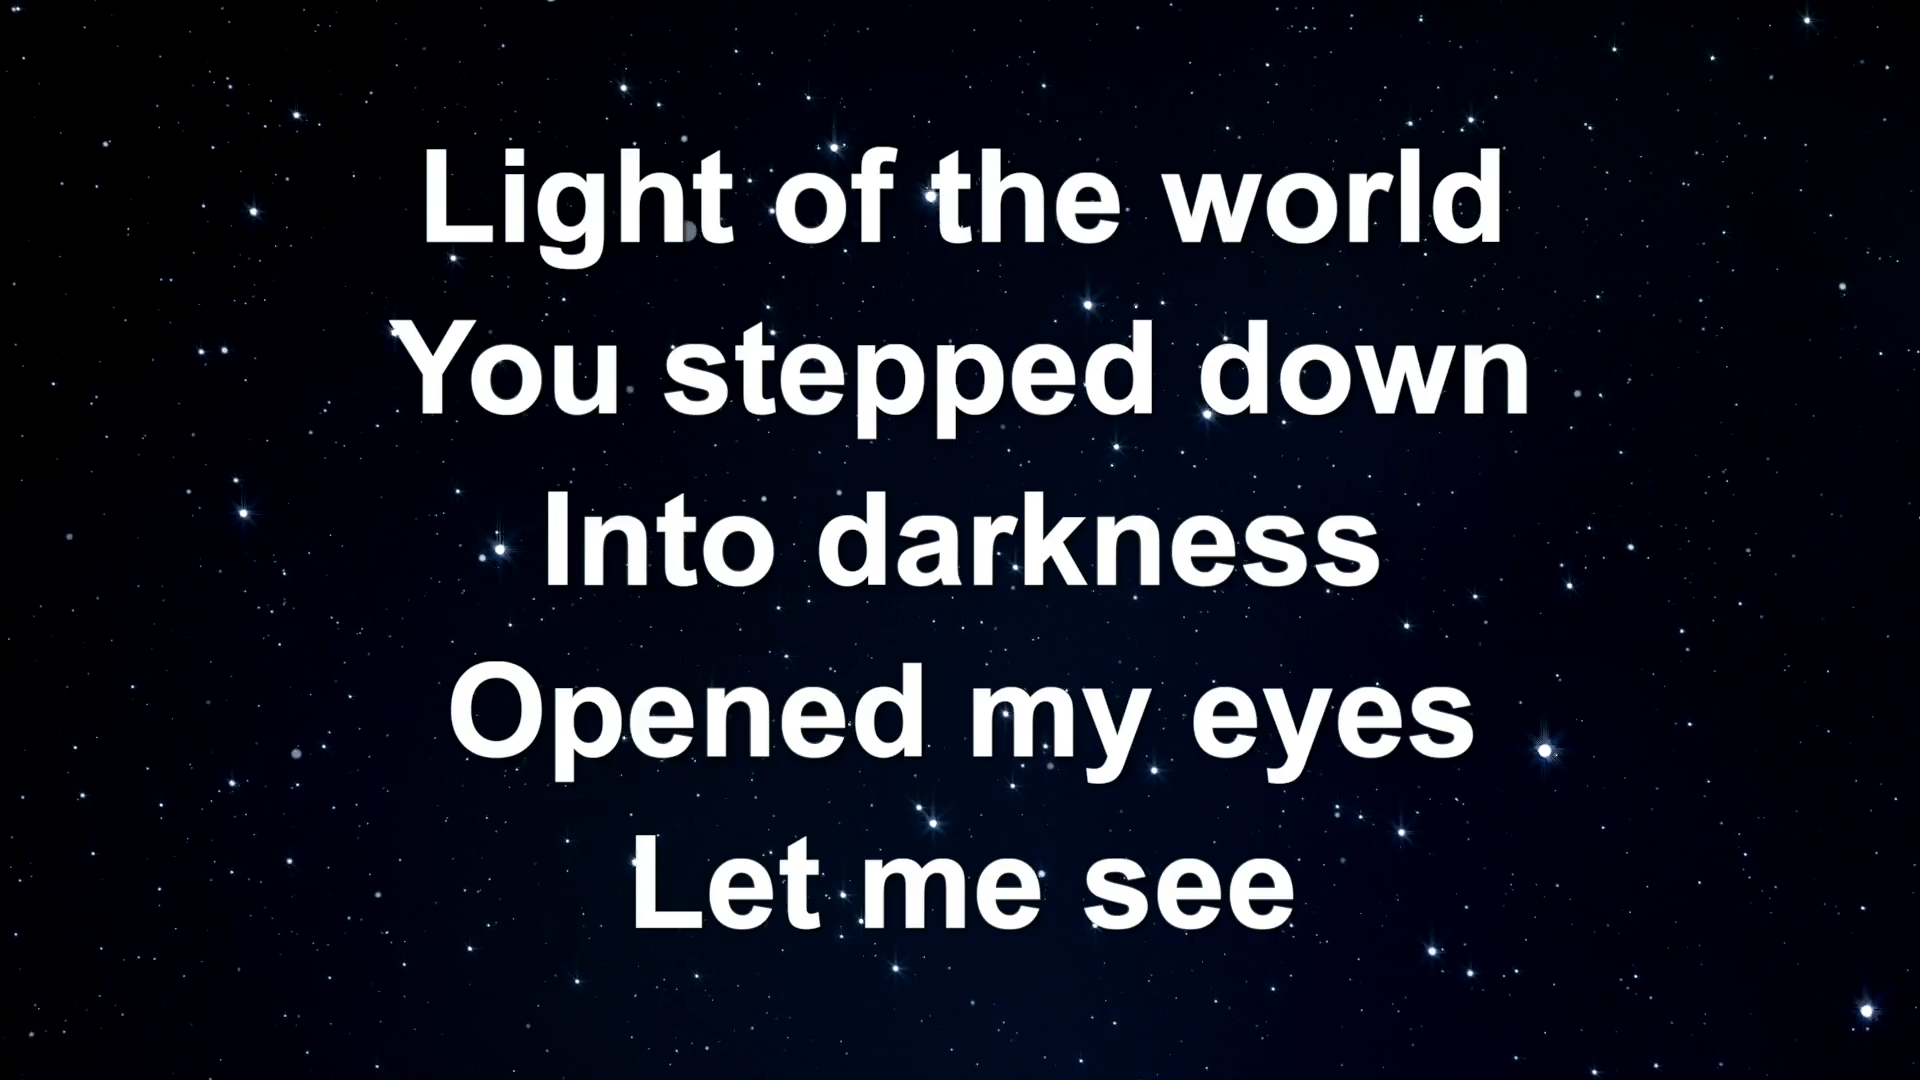 Light of the world
You stepped down
Into darkness
Opened my eyes
Let me see